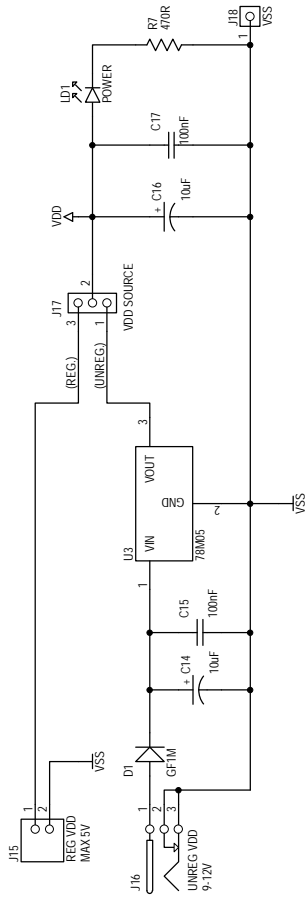 J15
1
2
REG VDD
MAX 5V
VSS
J16
1
2
3
UNREG VDD
9-12V
D1
GF1M
+ C14
10uF
C15
100nF
1
U3
VIN
VOUT
GND
78M05
2
3
VSS
(REG.)
(UNREG.)
J17
3
2
1
VDD SOURCE
VDD
+ C16
10uF
C17
100nF
LD1
POWER
R7
470R
J18
1
VSS